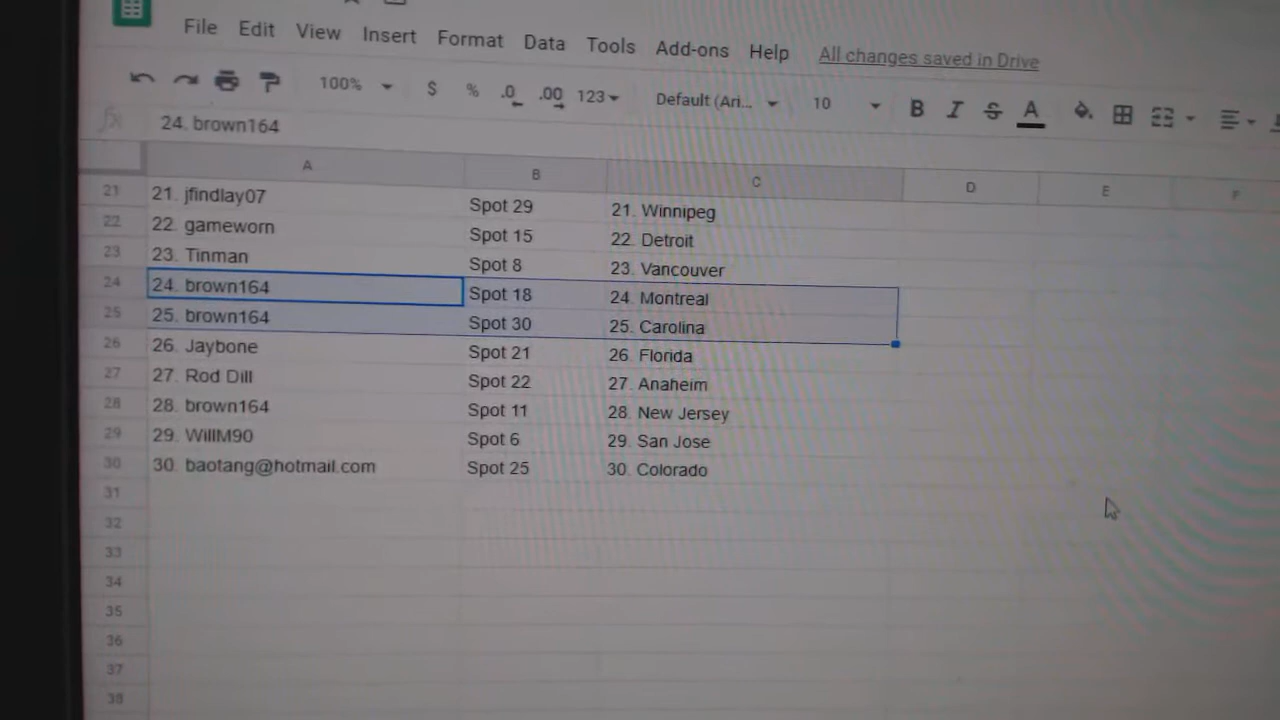 File Edit View Insert Format Data Tools Add-ons Help All changes saved in Drive
100% $ % .0 .00 123 Default (Ari... 10 B I S A
fx 24. brown164
A B C D E F
21 21. jfindlay07 Spot 29 21. Winnipeg
22 22. gameworn Spot 15 22. Detroit
23 23. Tinman Spot 8 23. Vancouver
24 24. brown164 Spot 18 24. Montreal
25 25. brown164 Spot 30 25. Carolina
26 26. Jaybone Spot 21 26. Florida
27 27. Rod Dill Spot 22 27. Anaheim
28 28. brown164 Spot 11 28. New Jersey
29 29. WillM90 Spot 6 29. San Jose
30 30. baotang@hotmail.com Spot 25 30. Colorado
31
32
33
34
35
36
37
38